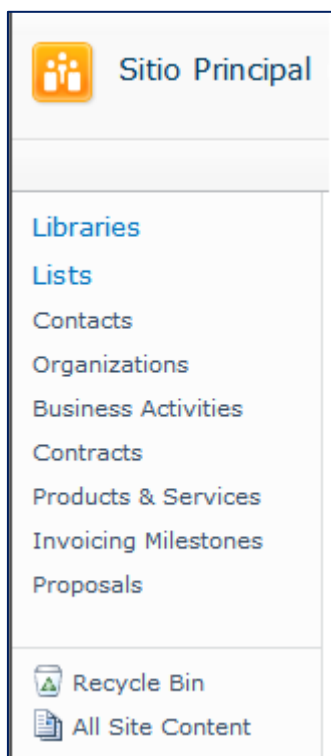 Sitio Principal
Libraries
Lists
Contacts
Organizations
Business Activities
Contracts
Products & Services
Invoicing Milestones
Proposals
Recycle Bin
All Site Content